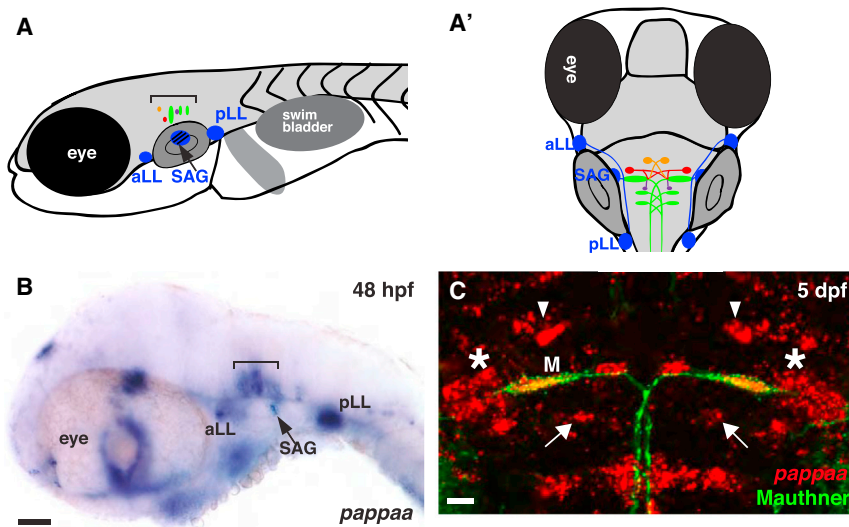 A
eye
aLL
SAG
pLL
swim
bladder
A'
eye
aLL
SAG
pLL
B
48 hpf
eye
aLL
SAG
pLL
pappaa
C
5 dpf
*
*
M
pappaa
Mauthner